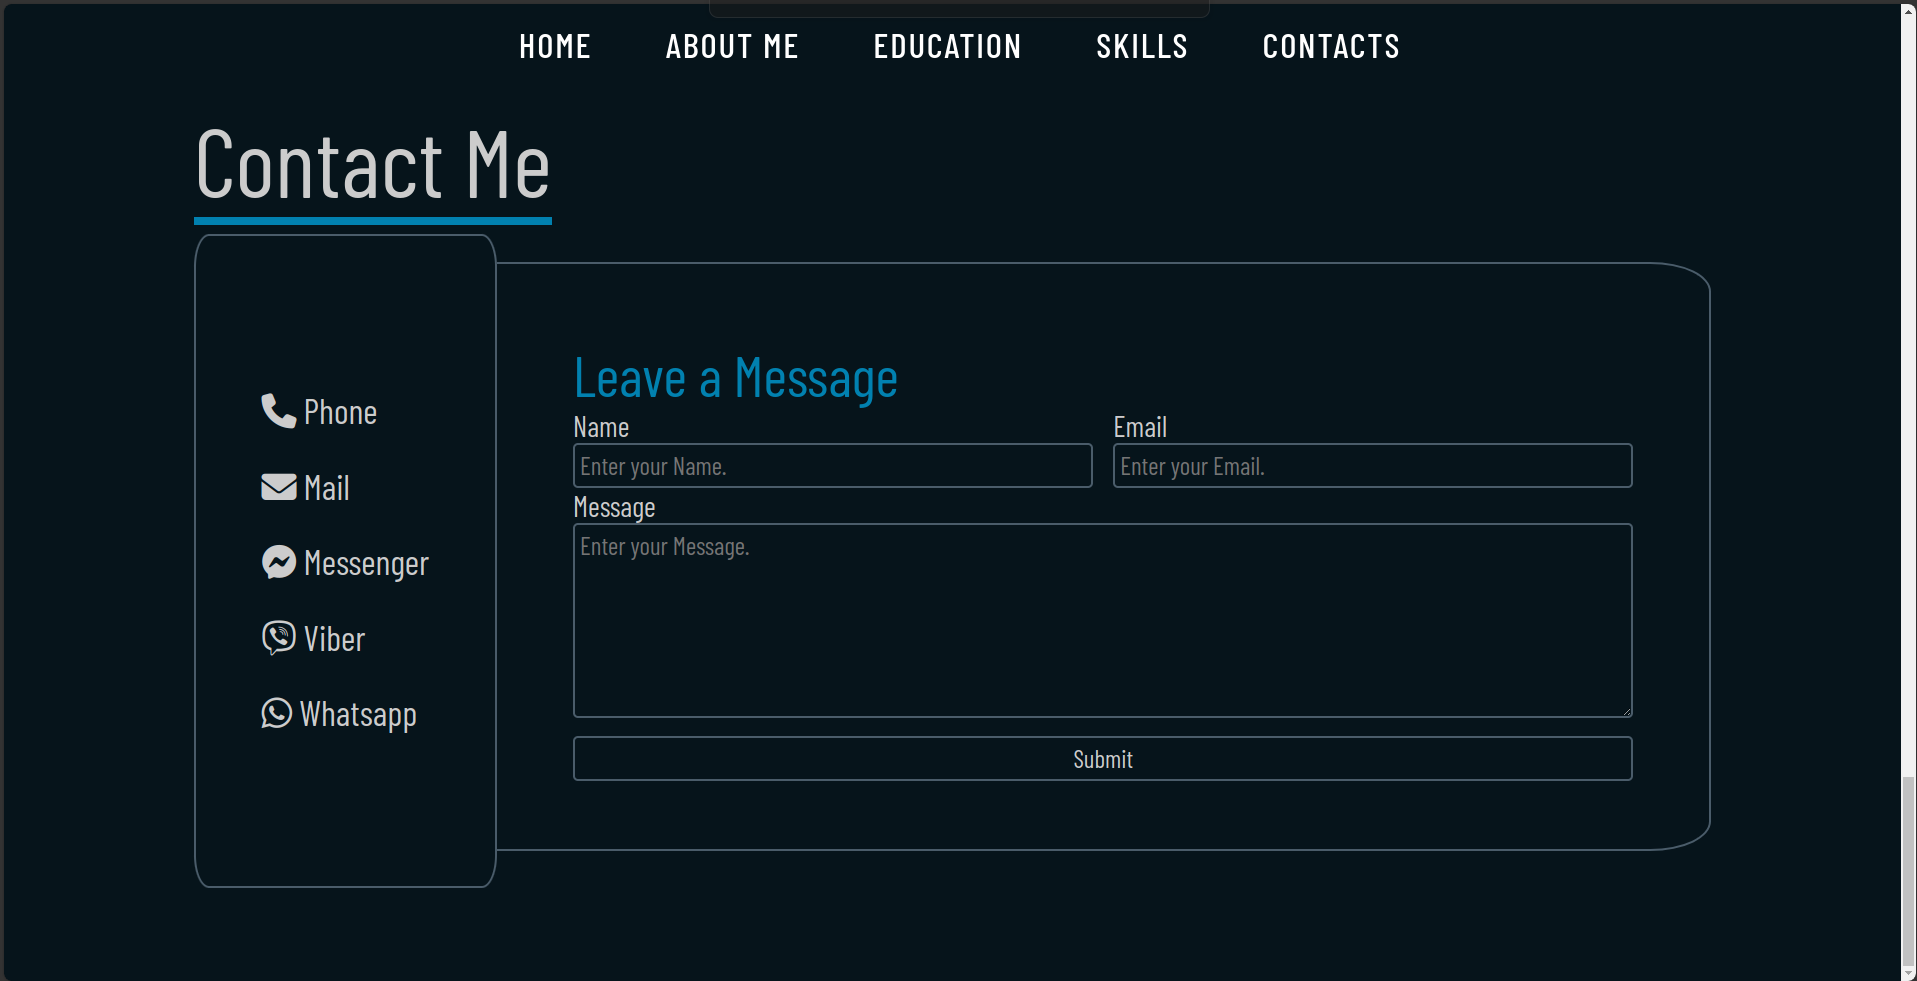 HOME ABOUT ME EDUCATION SKILLS CONTACTS
Contact Me
Phone
Mail
Messenger
Viber
Whatsapp
Leave a Message
Name Email
Enter your Name. Enter your Email.
Message
Enter your Message.
Submit